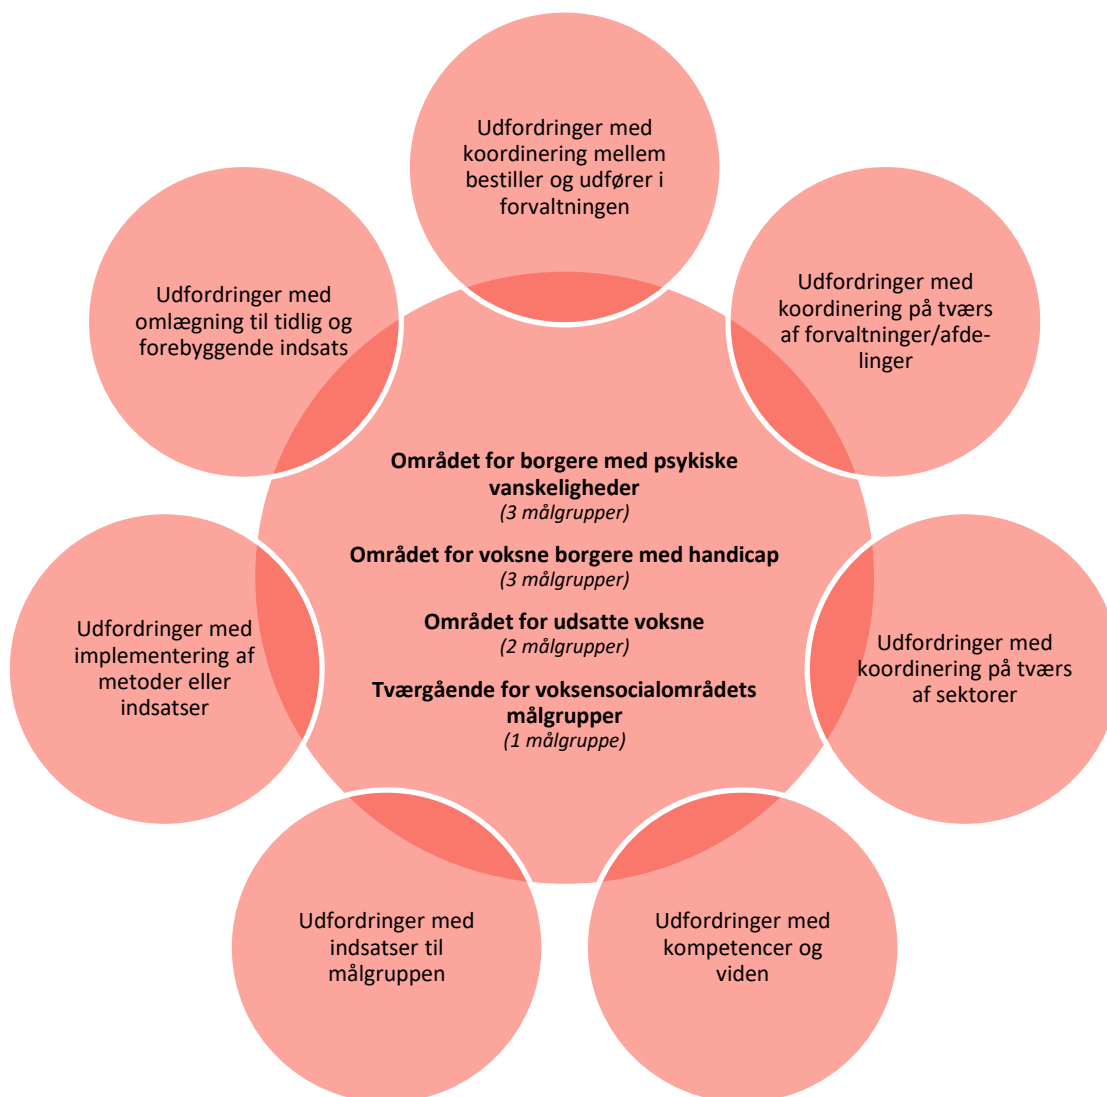 Udfordringer med
koordinering mellem
bestiller og udfører i
forvaltningen
Udfordringer med
koordinering på tværs
af forvaltninger/afde-
linger
Udfordringer med
koordinering på tværs
af sektorer
Udfordringer med
kompetencer og
viden
Udfordringer med
indsatser til
målgruppen
Udfordringer med
implementering af
metoder eller
indsatser
Udfordringer med
omlægning til tidlig og
forebyggende indsats
Området for borgere med psykiske
vanskeligheder
(3 målgrupper)
Området for voksne borgere med handicap
(3 målgrupper)
Området for udsatte voksne
(2 målgrupper)
Tværgående for voksensocialområdets
målgrupper
(1 målgruppe)